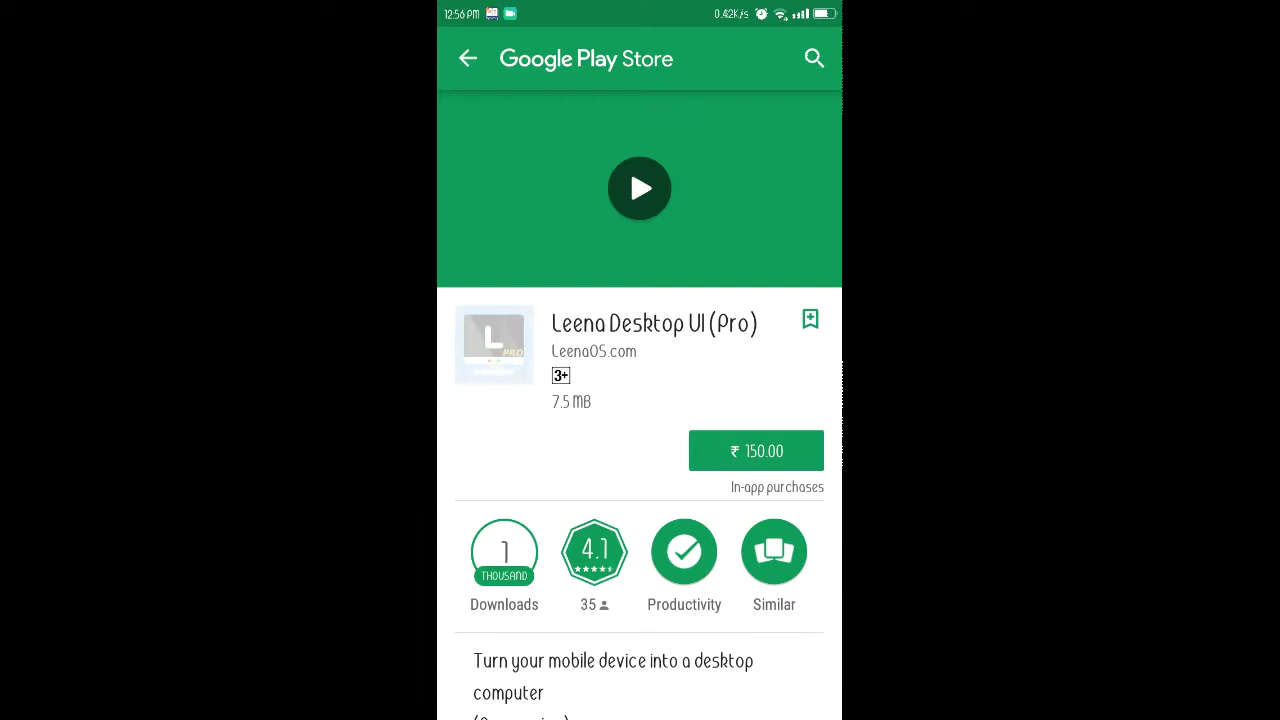 12:56 PM 0.42K/s
Google Play Store
L
PRO
Leena Desktop UI (Pro)
LeenaOS.com
3+
7.5 MB
₹ 150.00
In-app purchases
1
THOUSAND
4.1
Downloads 35 Productivity Similar
Turn your mobile device into a desktop
computer